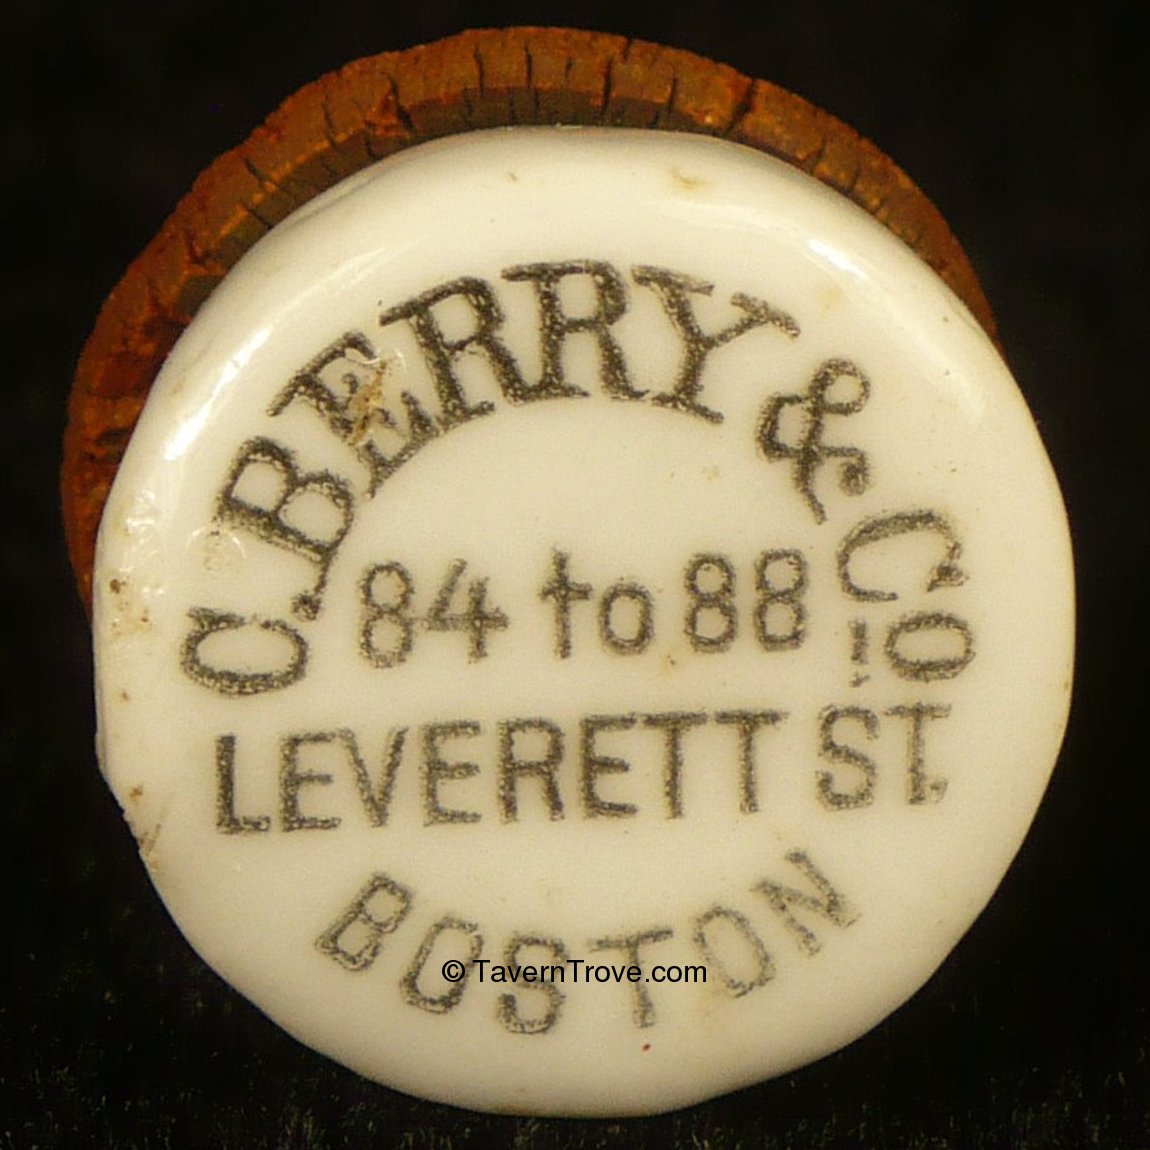 C. BERRY & Co.
84 to 88
LEVERETT ST.
BOSTON
© TavernTrove.com